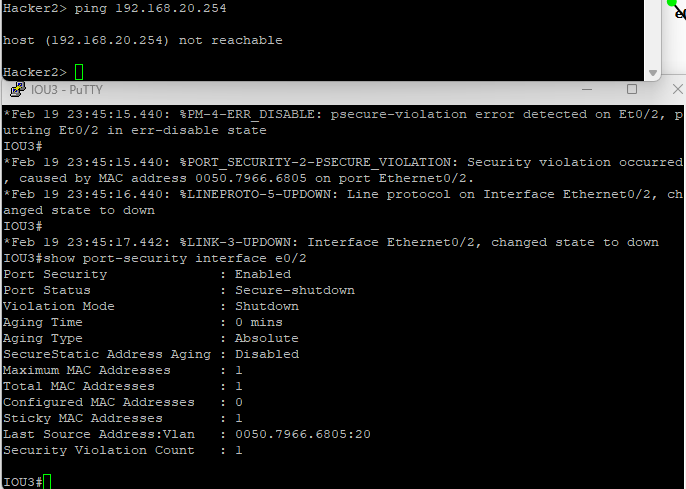 Hacker2> ping 192.168.20.254
host (192.168.20.254) not reachable
Hacker2>
IOU3 - PuTTY
*Feb 19 23:45:15.440: %PM-4-ERR_DISABLE: psecure-violation error detected on Et0/2, p
utting Et0/2 in err-disable state
IOU3#
*Feb 19 23:45:15.440: %PORT_SECURITY-2-PSECURE_VIOLATION: Security violation occurred
, caused by MAC address 0050.7966.6805 on port Ethernet0/2.
*Feb 19 23:45:16.440: %LINEPROTO-5-UPDOWN: Line protocol on Interface Ethernet0/2, ch
anged state to down
IOU3#
*Feb 19 23:45:17.442: %LINK-3-UPDOWN: Interface Ethernet0/2, changed state to down
IOU3#show port-security interface e0/2
Port Security : Enabled
Port Status : Secure-shutdown
Violation Mode : Shutdown
Aging Time : 0 mins
Aging Type : Absolute
SecureStatic Address Aging : Disabled
Maximum MAC Addresses : 1
Total MAC Addresses : 1
Configured MAC Addresses : 0
Sticky MAC Addresses : 1
Last Source Address:Vlan : 0050.7966.6805:20
Security Violation Count : 1
IOU3#